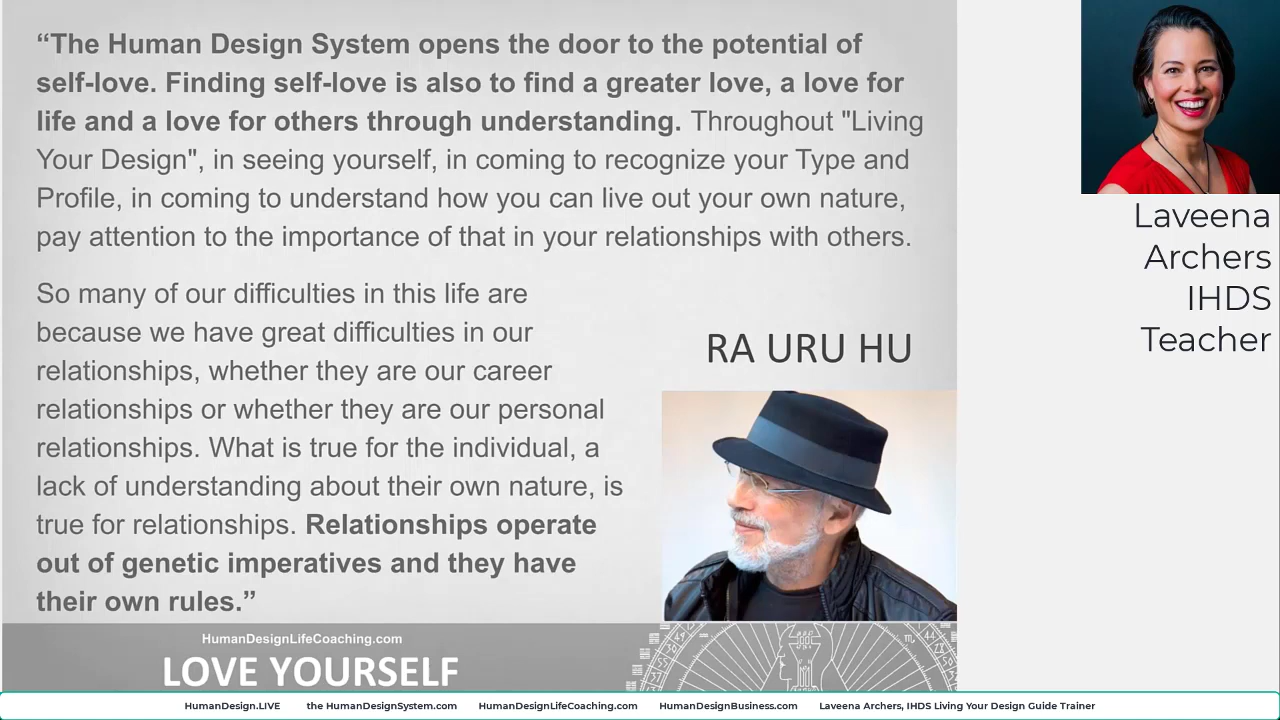 “The Human Design System opens the door to the potential of
self-love. Finding self-love is also to find a greater love, a love for
life and a love for others through understanding. Throughout "Living
Your Design", in seeing yourself, in coming to recognize your Type and
Profile, in coming to understand how you can live out your own nature,
pay attention to the importance of that in your relationships with others.
So many of our difficulties in this life are
because we have great difficulties in our
relationships, whether they are our career
relationships or whether they are our personal
relationships. What is true for the individual, a
lack of understanding about their own nature, is
true for relationships. Relationships operate
out of genetic imperatives and they have
their own rules.”
RA URU HU
Laveena
Archers
IHDS
Teacher
HumanDesignLifeCoaching.com
LOVE YOURSELF
49
30
44
HumanDesign.LIVE the HumanDesignSystem.com HumanDesignLifeCoaching.com HumanDesignBusiness.com Laveena Archers, IHDS Living Your Design Guide Trainer